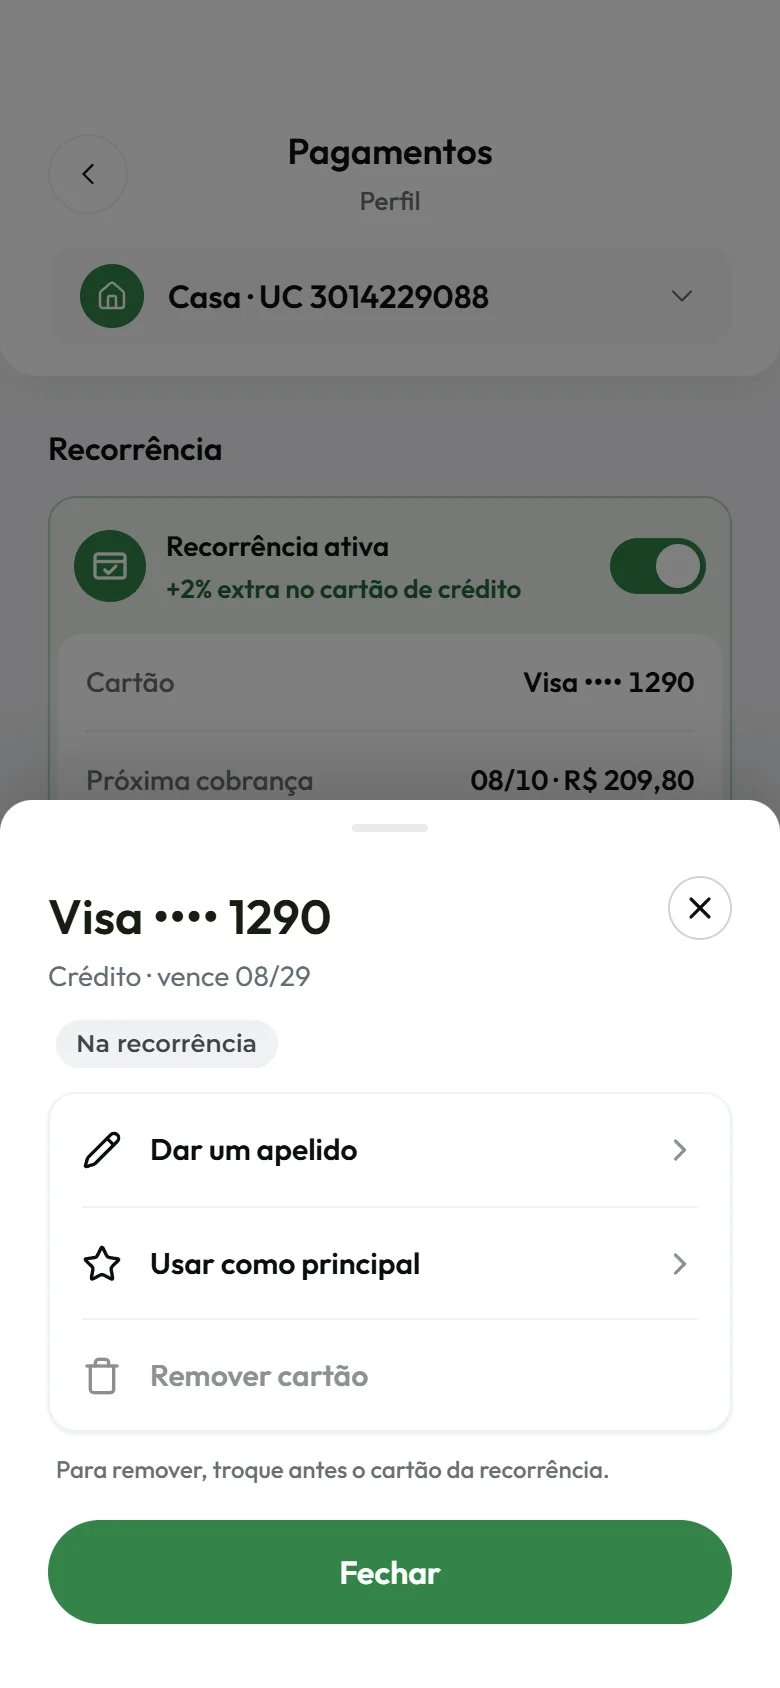 Pagamentos
Perfil
Casa · UC 3014229088
Recorrência
Recorrência ativa
+2% extra no cartão de crédito
Cartão Visa •••• 1290
Próxima cobrança 08/10 · R$ 209,80
Visa •••• 1290
Crédito · vence 08/29
Na recorrência
Dar um apelido
Usar como principal
Remover cartão
Para remover, troque antes o cartão da recorrência.
Fechar